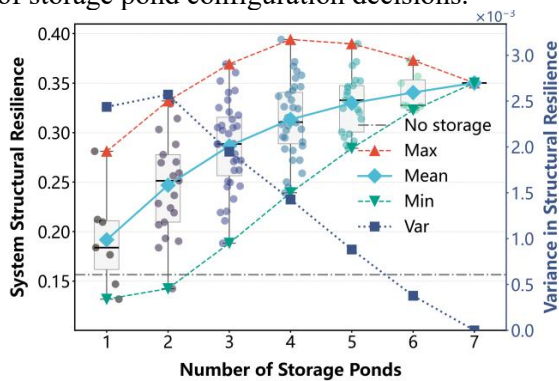 of storage pond configuration decisions.
×10⁻³
0.40
0.35
0.30
0.25
0.20
0.15
System Structural Resilience
3.0
2.5
2.0
1.5
1.0
0.5
0.0
Variance in Structural Resilience
No storage
Max
Mean
Min
Var
1 2 3 4 5 6 7
Number of Storage Ponds